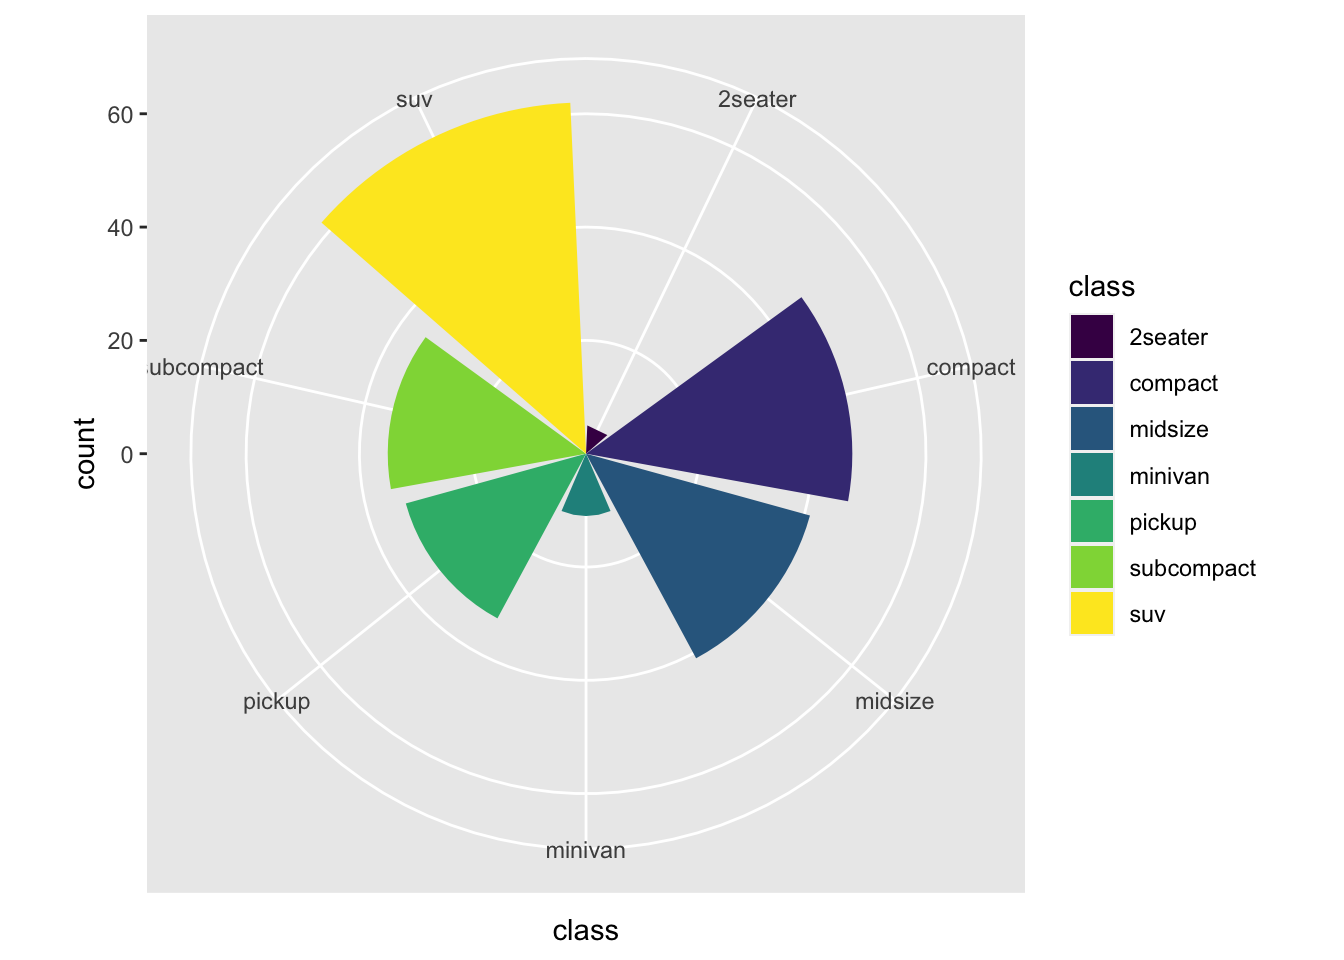 suv
2seater
60
40
20
0
ubcompact
compact
pickup
midsize
minivan
count
class
class
2seater
compact
midsize
minivan
pickup
subcompact
suv